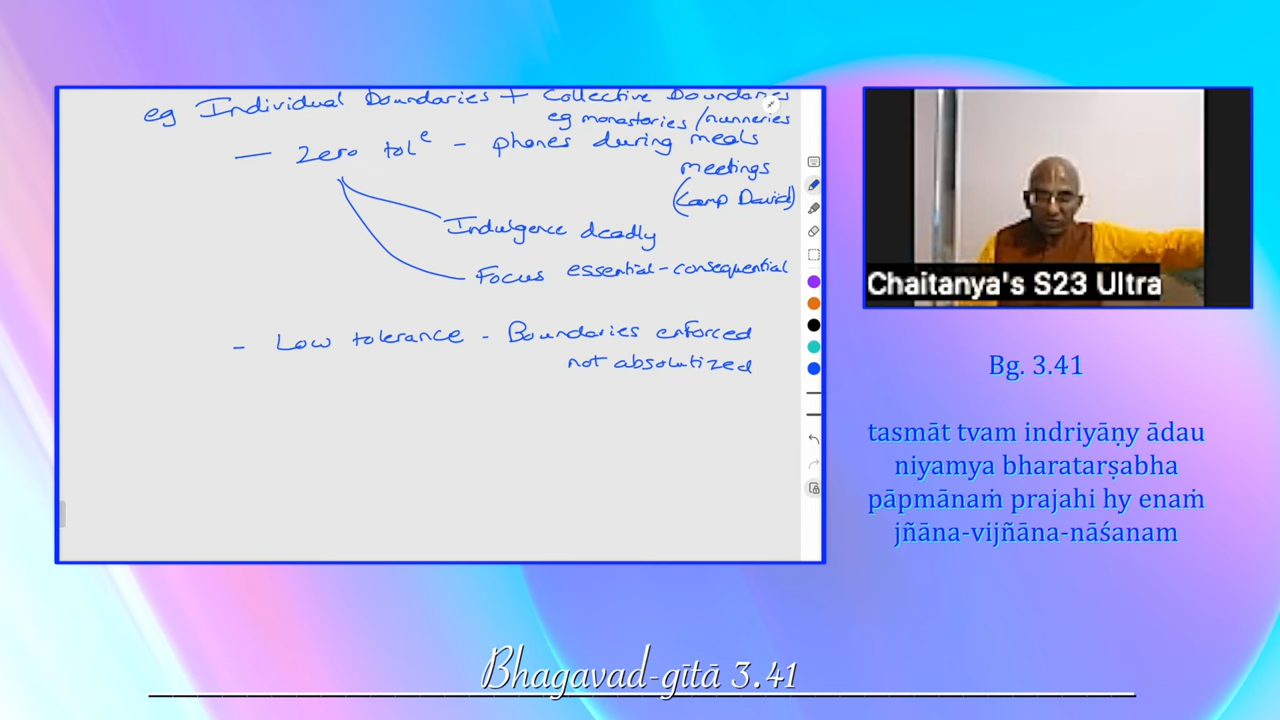 eg Individual Boundaries + Collective Boundaries
eg monasteries/nunneries
— Zero tolᵉ - phones during meals
meetings
(Camp David)
Indulgence deadly
Focus essential-consequential
- Low tolerance - Boundaries enforced
not absolutized
Chaitanya's S23 Ultra
Bg. 3.41
tasmāt tvam indriyāṇy ādau
niyamya bharatarṣabha
pāpmānaṁ prajahi hy enaṁ
jñāna-vijñāna-nāśanam
Bhagavad-gītā 3.41